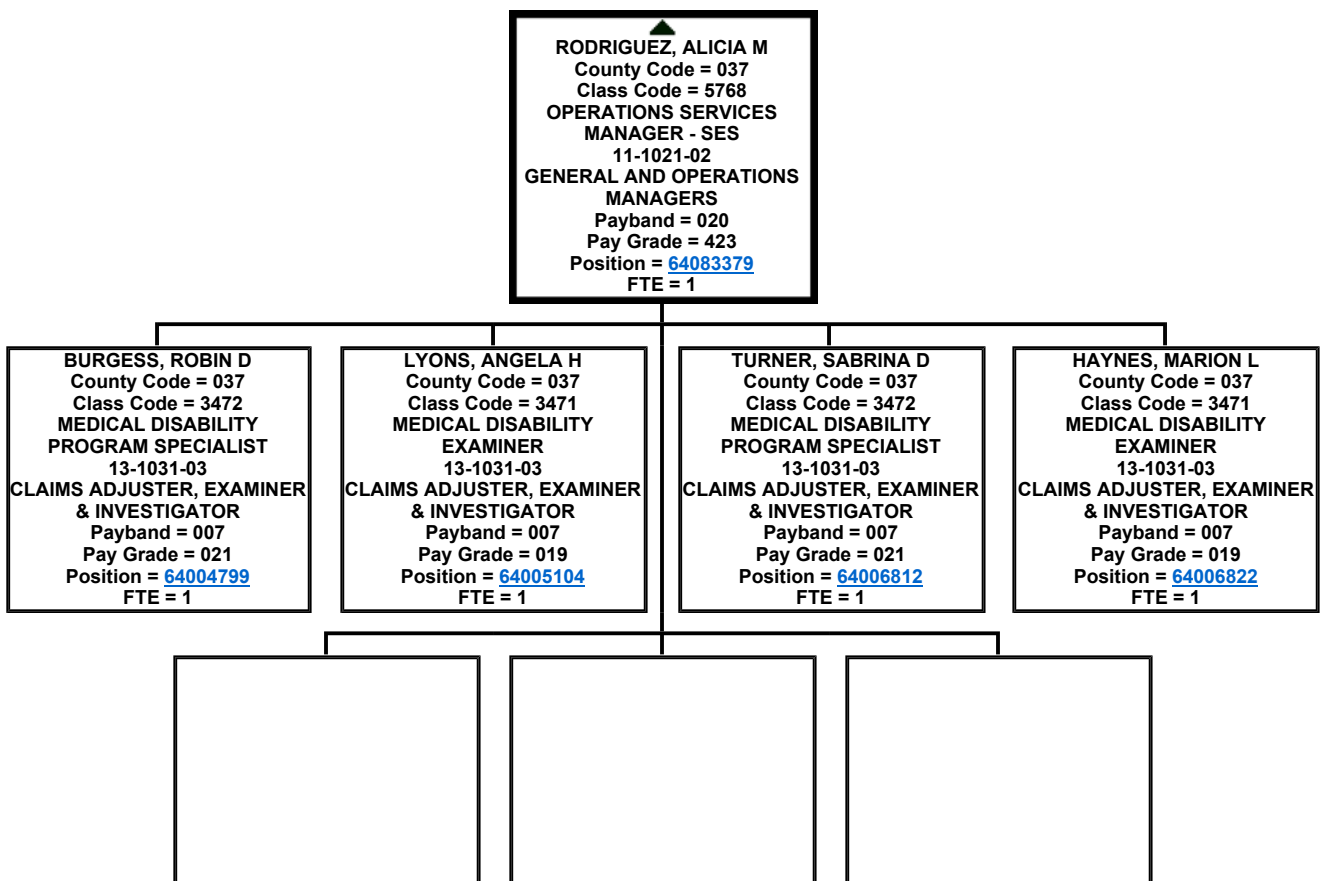 RODRIGUEZ, ALICIA M
County Code = 037
Class Code = 5768
OPERATIONS SERVICES
MANAGER - SES
11-1021-02
GENERAL AND OPERATIONS
MANAGERS
Payband = 020
Pay Grade = 423
Position = 64083379
FTE = 1
BURGESS, ROBIN D
County Code = 037
Class Code = 3472
MEDICAL DISABILITY
PROGRAM SPECIALIST
13-1031-03
CLAIMS ADJUSTER, EXAMINER
& INVESTIGATOR
Payband = 007
Pay Grade = 021
Position = 64004799
FTE = 1
LYONS, ANGELA H
County Code = 037
Class Code = 3471
MEDICAL DISABILITY
EXAMINER
13-1031-03
CLAIMS ADJUSTER, EXAMINER
& INVESTIGATOR
Payband = 007
Pay Grade = 019
Position = 64005104
FTE = 1
TURNER, SABRINA D
County Code = 037
Class Code = 3472
MEDICAL DISABILITY
PROGRAM SPECIALIST
13-1031-03
CLAIMS ADJUSTER, EXAMINER
& INVESTIGATOR
Payband = 007
Pay Grade = 021
Position = 64006812
FTE = 1
HAYNES, MARION L
County Code = 037
Class Code = 3471
MEDICAL DISABILITY
EXAMINER
13-1031-03
CLAIMS ADJUSTER, EXAMINER
& INVESTIGATOR
Payband = 007
Pay Grade = 019
Position = 64006822
FTE = 1